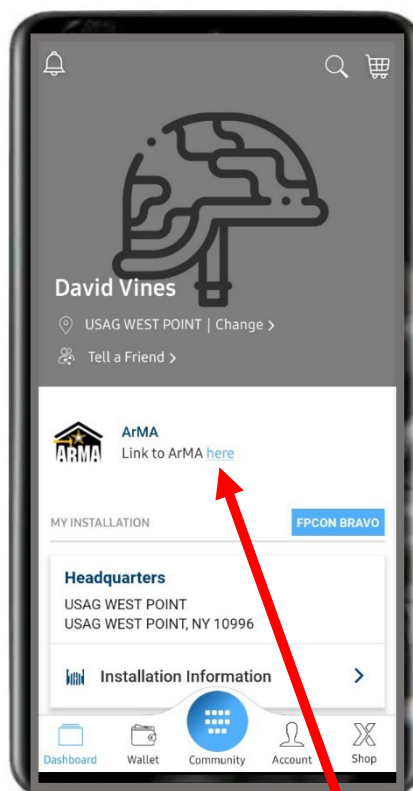 David Vines
USAG WEST POINT | Change >
Tell a Friend >
ARMA
ArMA
Link to ArMA here
MY INSTALLATION
FPCON BRAVO
Headquarters
USAG WEST POINT
USAG WEST POINT, NY 10996
Installation Information
Dashboard
Wallet
Community
Account
Shop